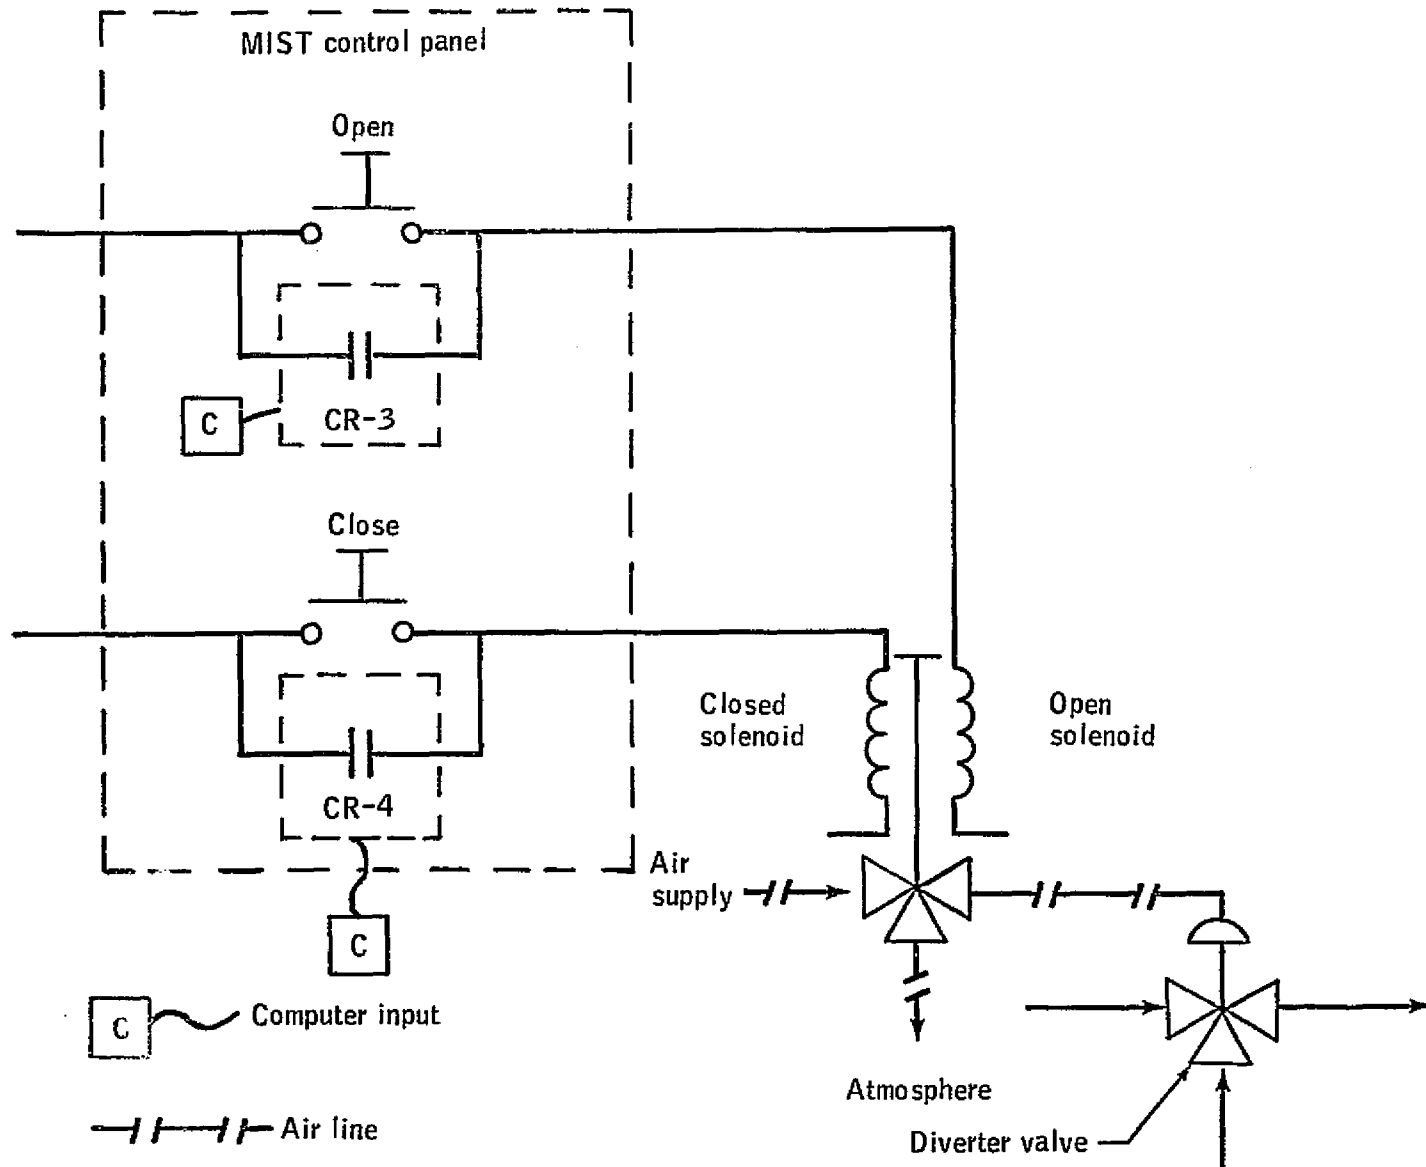 MIST control panel
Open
C
CR-3
Close
Closed
solenoid
Open
solenoid
CR-4
Air
supply
C
C
Computer input
Atmosphere
Air line
Diverter valve